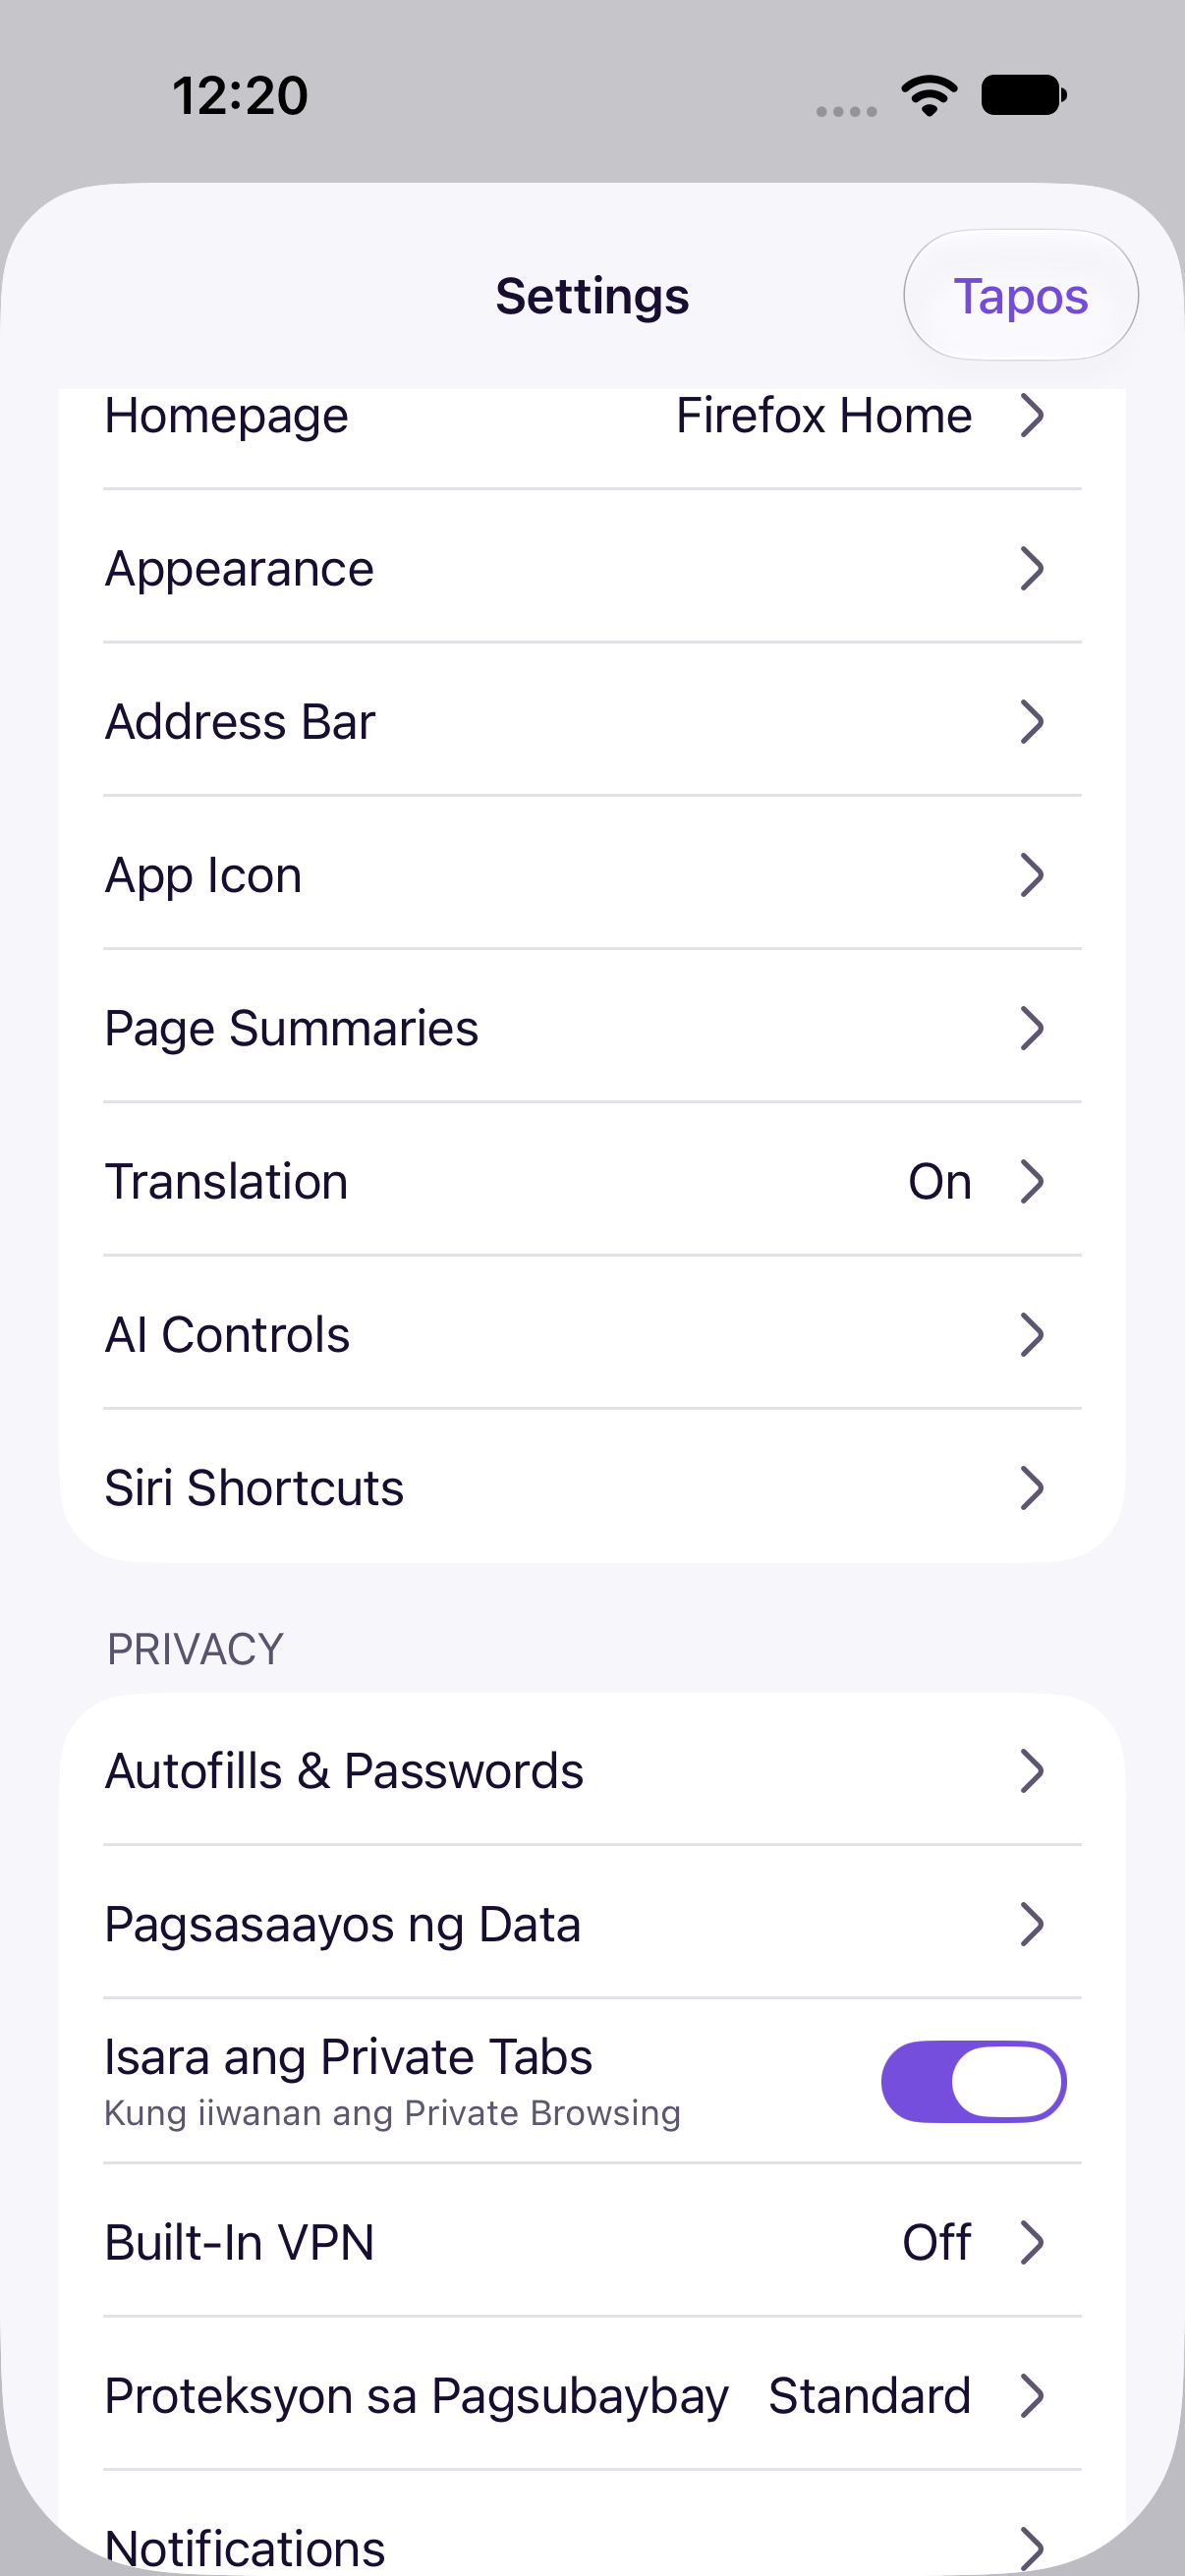 12:20
Settings
Tapos
Homepage Firefox Home
Appearance
Address Bar
App Icon
Page Summaries
Translation On
AI Controls
Siri Shortcuts
PRIVACY
Autofills & Passwords
Pagsasaayos ng Data
Isara ang Private Tabs
Kung iiwanan ang Private Browsing
Built-In VPN Off
Proteksyon sa Pagsubaybay Standard
Notifications